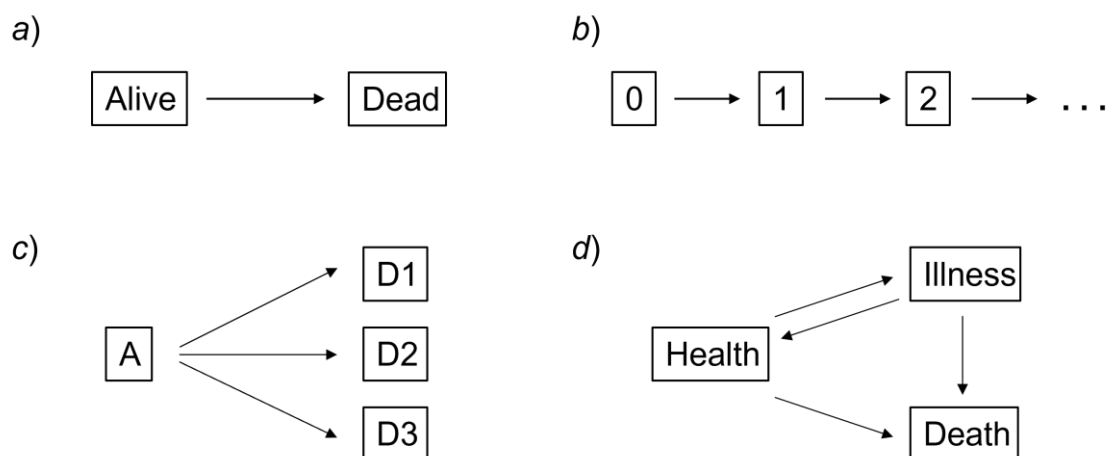 a)
Alive
Dead
b)
0
1
2
. . .
c)
A
D1
D2
D3
d)
Illness
Health
Death